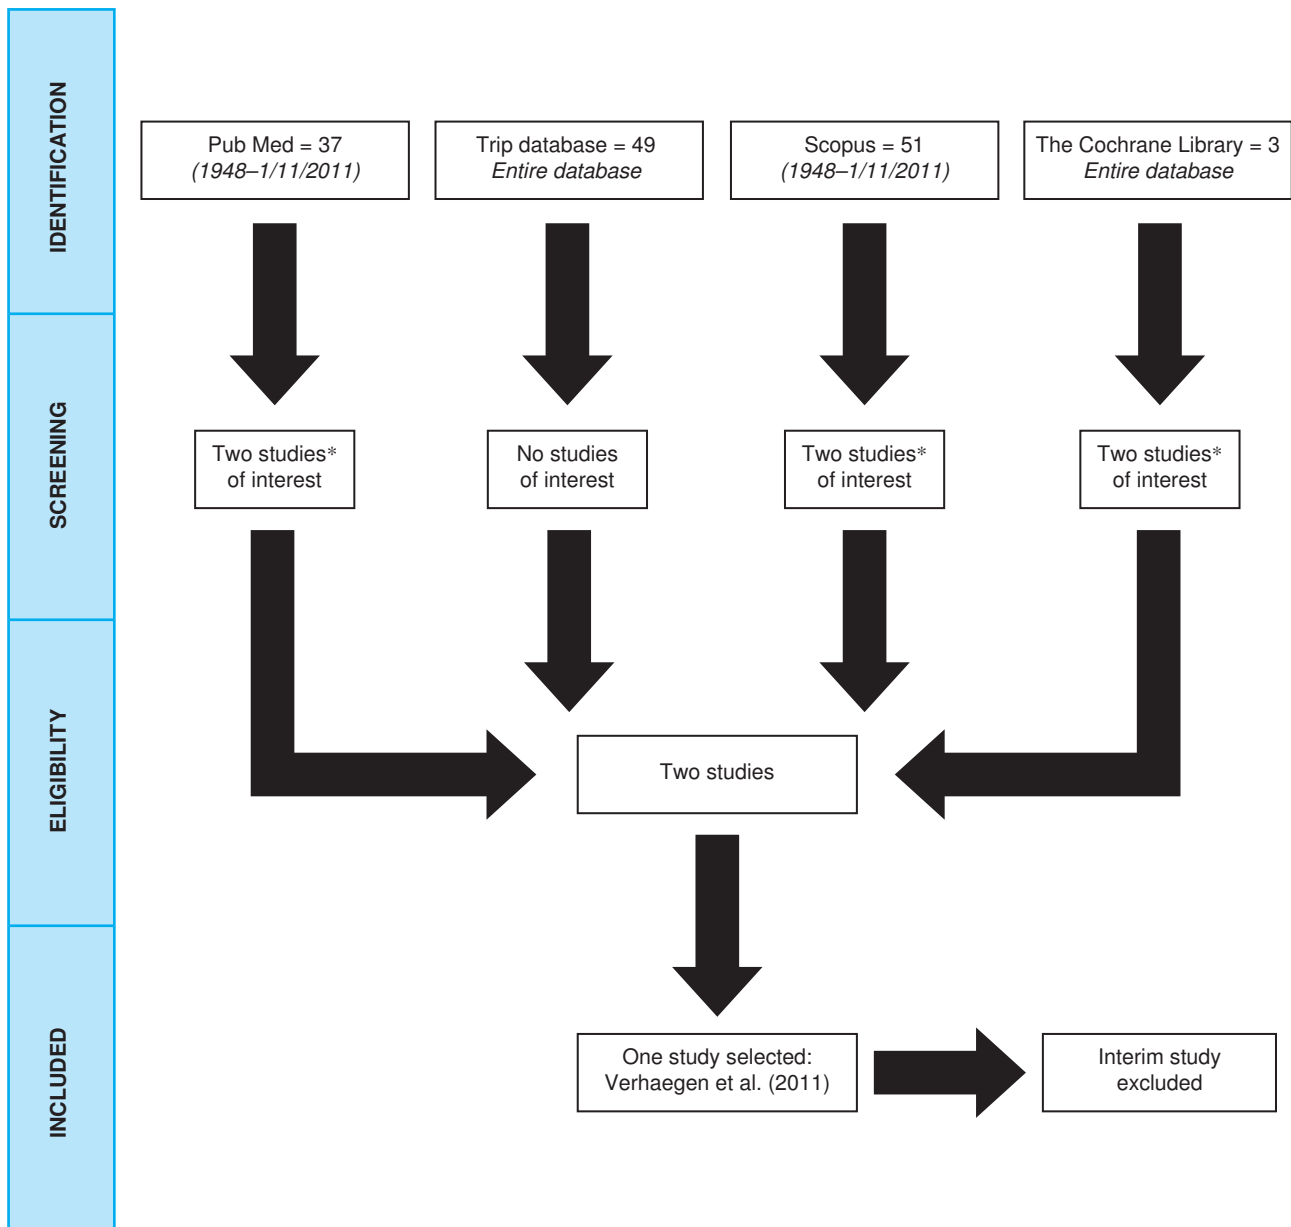 IDENTIFICATION
Pub Med = 37
(1948–1/11/2011)
Trip database = 49
Entire database
Scopus = 51
(1948–1/11/2011)
The Cochrane Library = 3
Entire database
SCREENING
Two studies*
of interest
No studies
of interest
Two studies*
of interest
Two studies*
of interest
ELIGIBILITY
Two studies
INCLUDED
One study selected:
Verhaegen et al. (2011)
Interim study
excluded